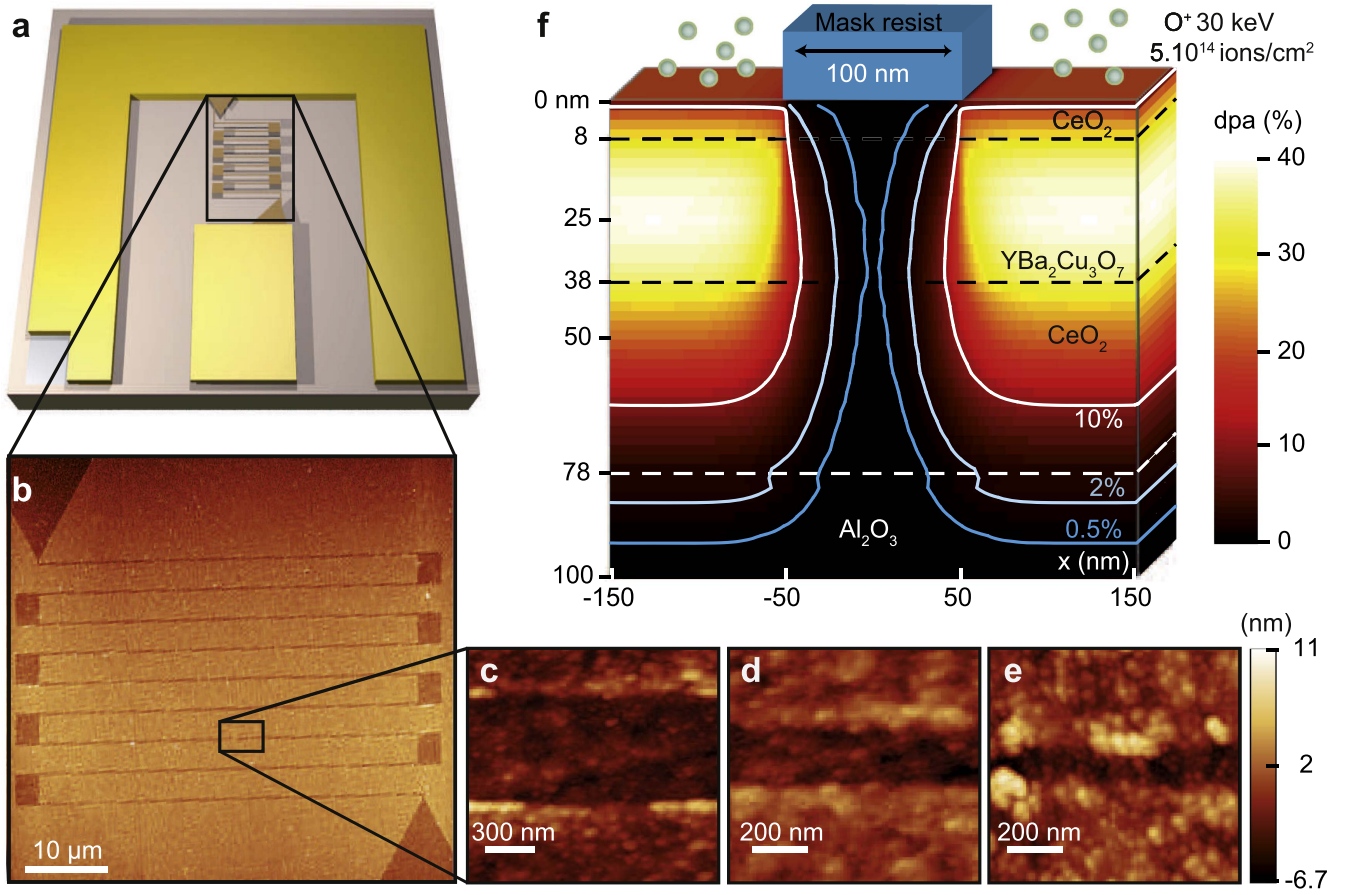 a
f
Mask resist
100 nm
O⁺ 30 keV
5.10¹⁴ ions/cm²
0 nm
8
25
38
50
78
100
CeO₂
YBa₂Cu₃O₇
CeO₂
10%
2%
0.5%
Al₂O₃
x (nm)
-150
-50
50
150
dpa (%)
40
30
20
10
0
b
10 µm
c
300 nm
d
200 nm
e
200 nm
(nm)
11
2
-6.7